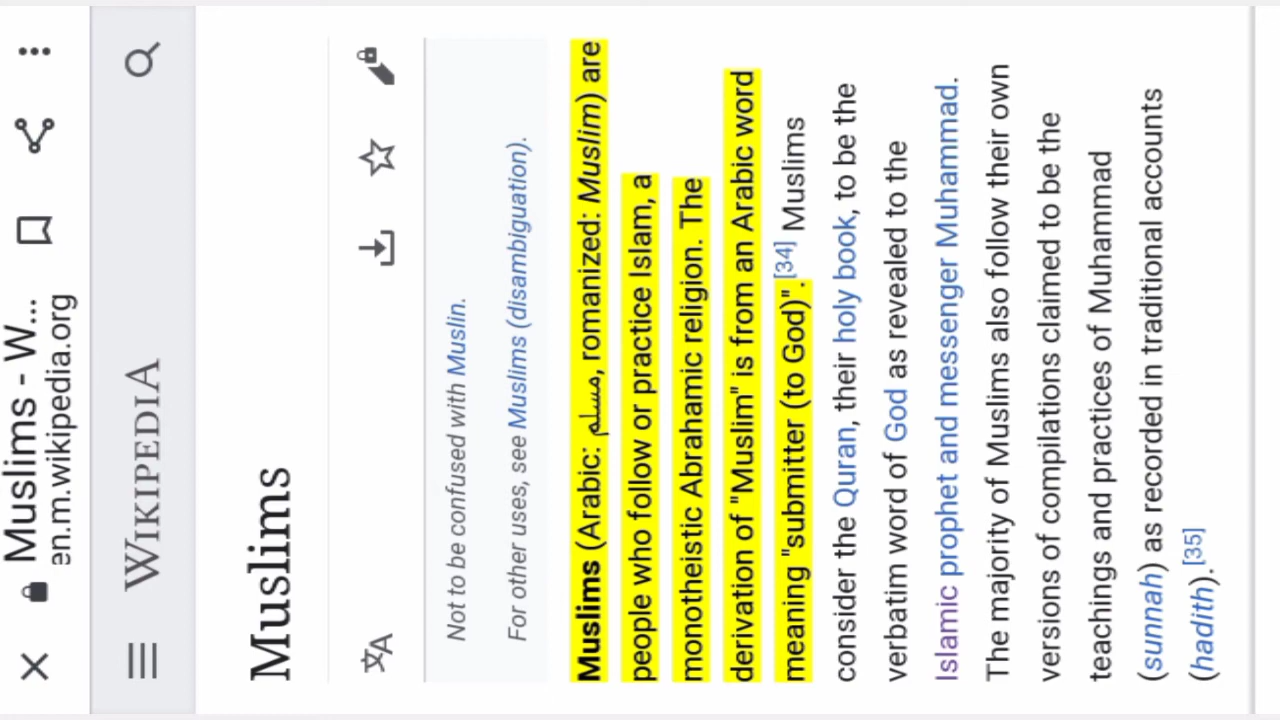 Muslims - W...
en.m.wikipedia.org
WIKIPEDIA
Muslims
Not to be confused with Muslin.
For other uses, see Muslims (disambiguation).
Muslims (Arabic: مسلم, romanized: Muslim) are
people who follow or practice Islam, a
monotheistic Abrahamic religion. The
derivation of "Muslim" is from an Arabic word
meaning "submitter (to God)".[34] Muslims
consider the Quran, their holy book, to be the
verbatim word of God as revealed to the
Islamic prophet and messenger Muhammad.
The majority of Muslims also follow their own
versions of compilations claimed to be the
teachings and practices of Muhammad
(sunnah) as recorded in traditional accounts
(hadith).[35]